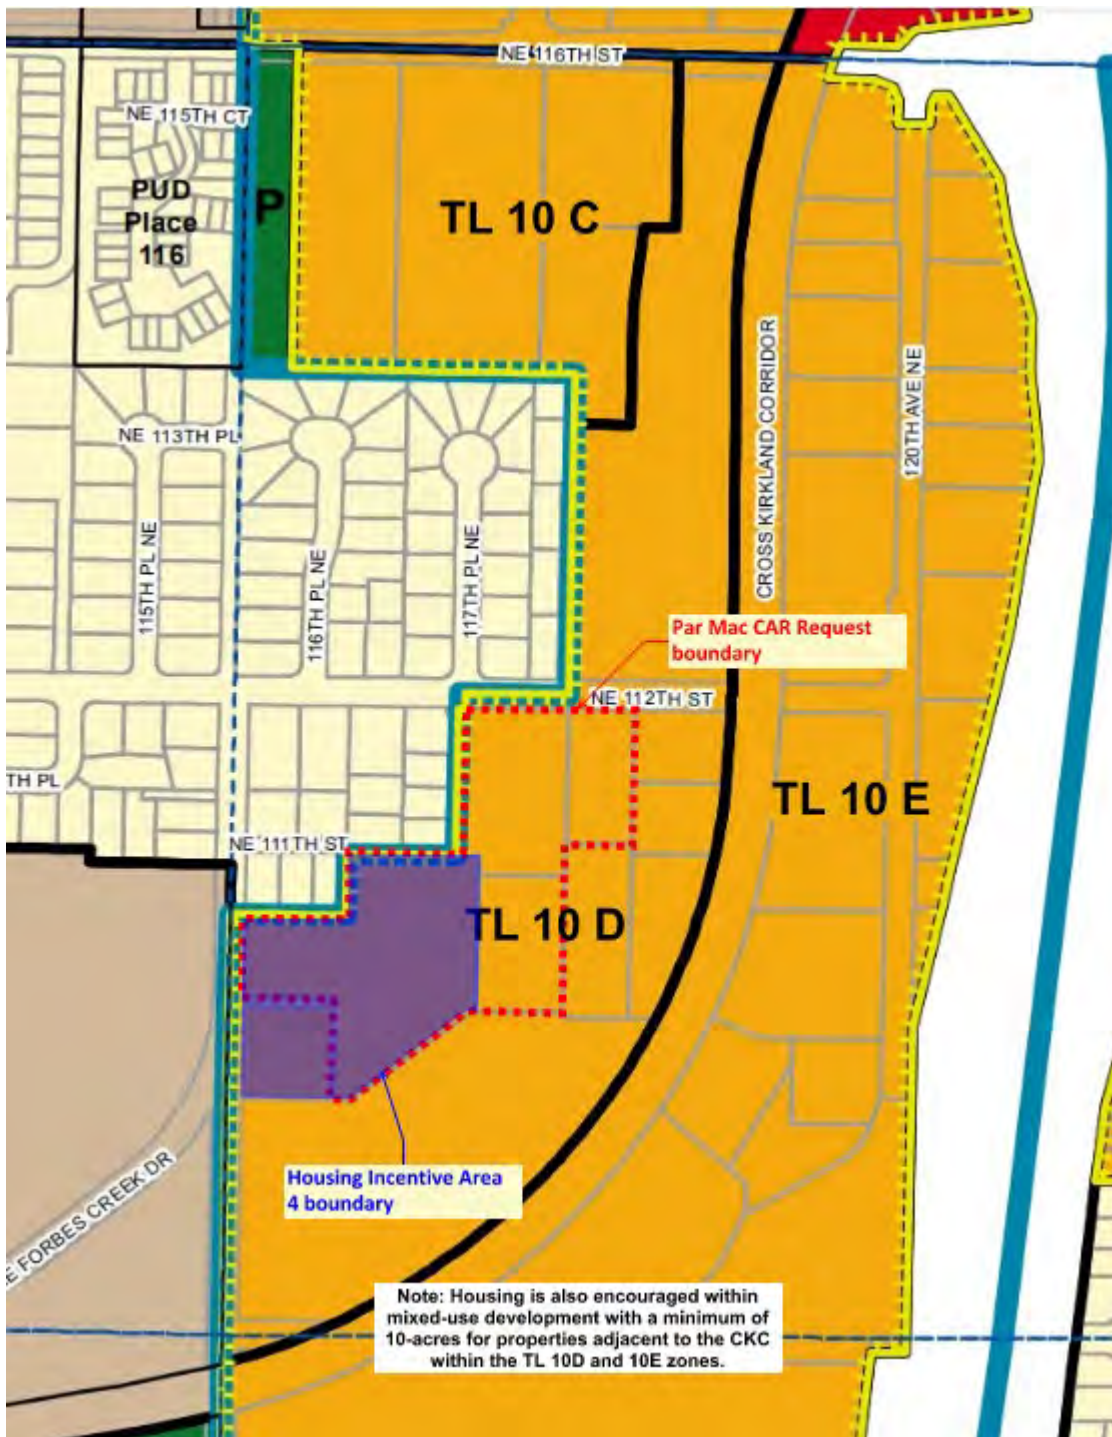 NE 116TH ST
NE 115TH CT
PUD
Place
116
P
TL 10 C
CROSS KIRKLAND CORRIDOR
120TH AVE NE
NE 113TH PL
115TH PL NE
116TH PL NE
117TH PL NE
Par Mac CAR Request
boundary
NE 112TH ST
TH PL
TL 10 E
NE 111TH ST
TL 10 D
Housing Incentive Area
4 boundary
E FORBES CREEK DR
Note: Housing is also encouraged within
mixed-use development with a minimum of
10-acres for properties adjacent to the CKC
within the TL 10D and 10E zones.